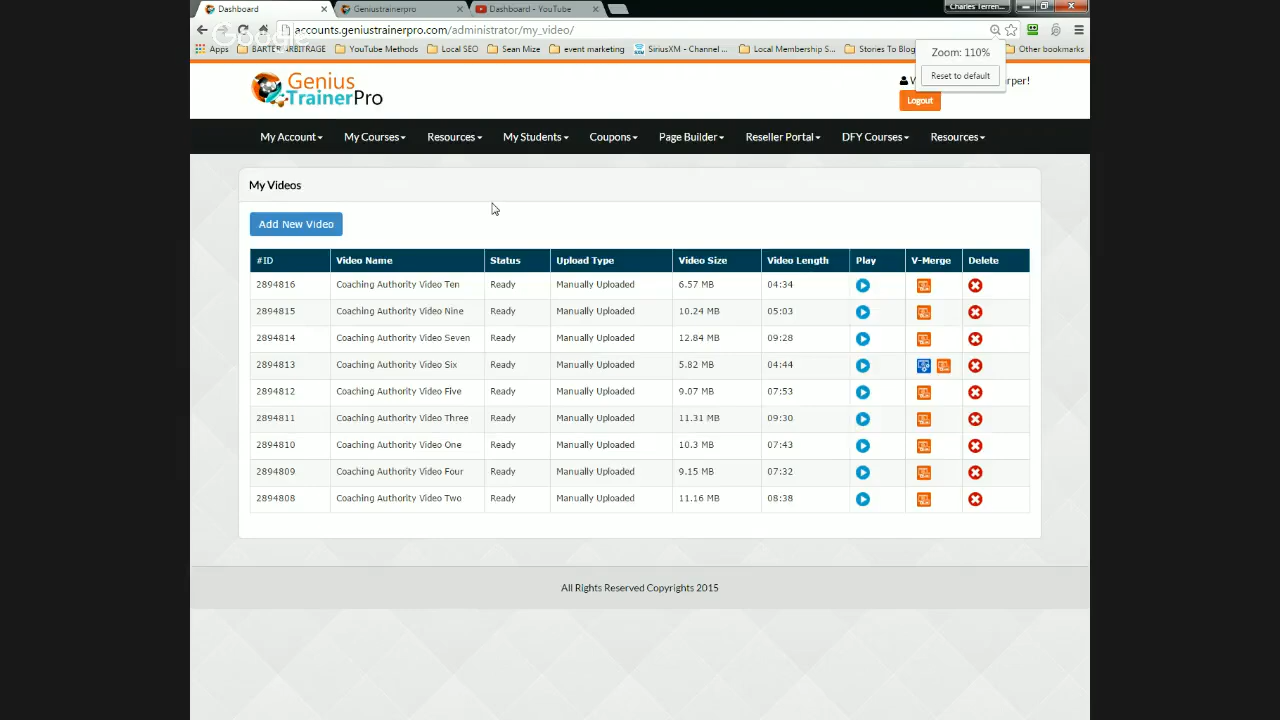 Dashboard
Geniustrainerpro
Dashboard - YouTube
Charles Terren...
accounts.geniustrainerpro.com/administrator/my_video/
Google
Apps
BARTER ARBITRAGE
YouTube Methods
Local SEO
Sean Mize
event marketing
SiriusXM - Channel ...
Local Membership S...
Stories To Blog
Other bookmarks
Zoom: 110%
Reset to default
Genius
TrainerPro
Logout
My Account
My Courses
Resources
My Students
Coupons
Page Builder
Reseller Portal
DFY Courses
Resources
My Videos
Add New Video
#ID Video Name Status Upload Type Video Size Video Length Play V-Merge Delete
2894816 Coaching Authority Video Ten Ready Manually Uploaded 6.57 MB 04:34
2894815 Coaching Authority Video Nine Ready Manually Uploaded 10.24 MB 05:03
2894814 Coaching Authority Video Seven Ready Manually Uploaded 12.84 MB 09:28
2894813 Coaching Authority Video Six Ready Manually Uploaded 5.82 MB 04:44
2894812 Coaching Authority Video Five Ready Manually Uploaded 9.07 MB 07:53
2894811 Coaching Authority Video Three Ready Manually Uploaded 11.31 MB 09:30
2894810 Coaching Authority Video One Ready Manually Uploaded 10.3 MB 07:43
2894809 Coaching Authority Video Four Ready Manually Uploaded 9.15 MB 07:32
2894808 Coaching Authority Video Two Ready Manually Uploaded 11.16 MB 08:38
All Rights Reserved Copyrights 2015